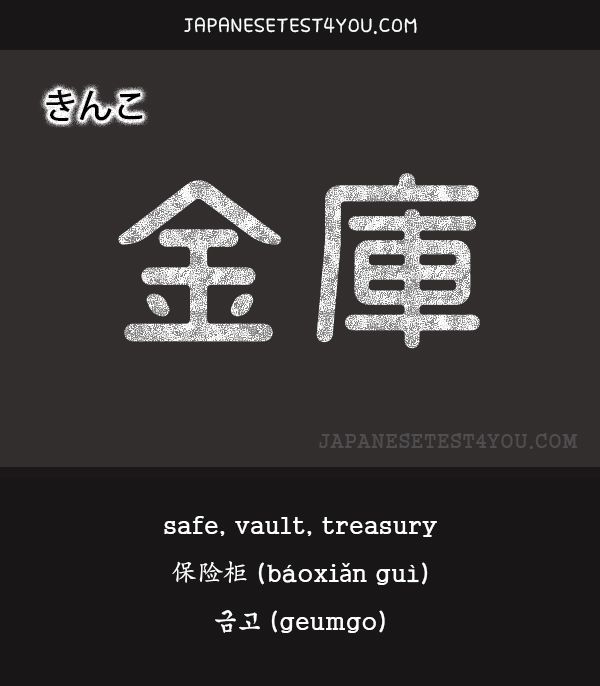 JAPANESETEST4YOU.COM
きんこ
金庫
JAPANESETEST4YOU.COM
safe, vault, treasury
保险柜 (báoxiǎn guì)
금고 (geumgo)